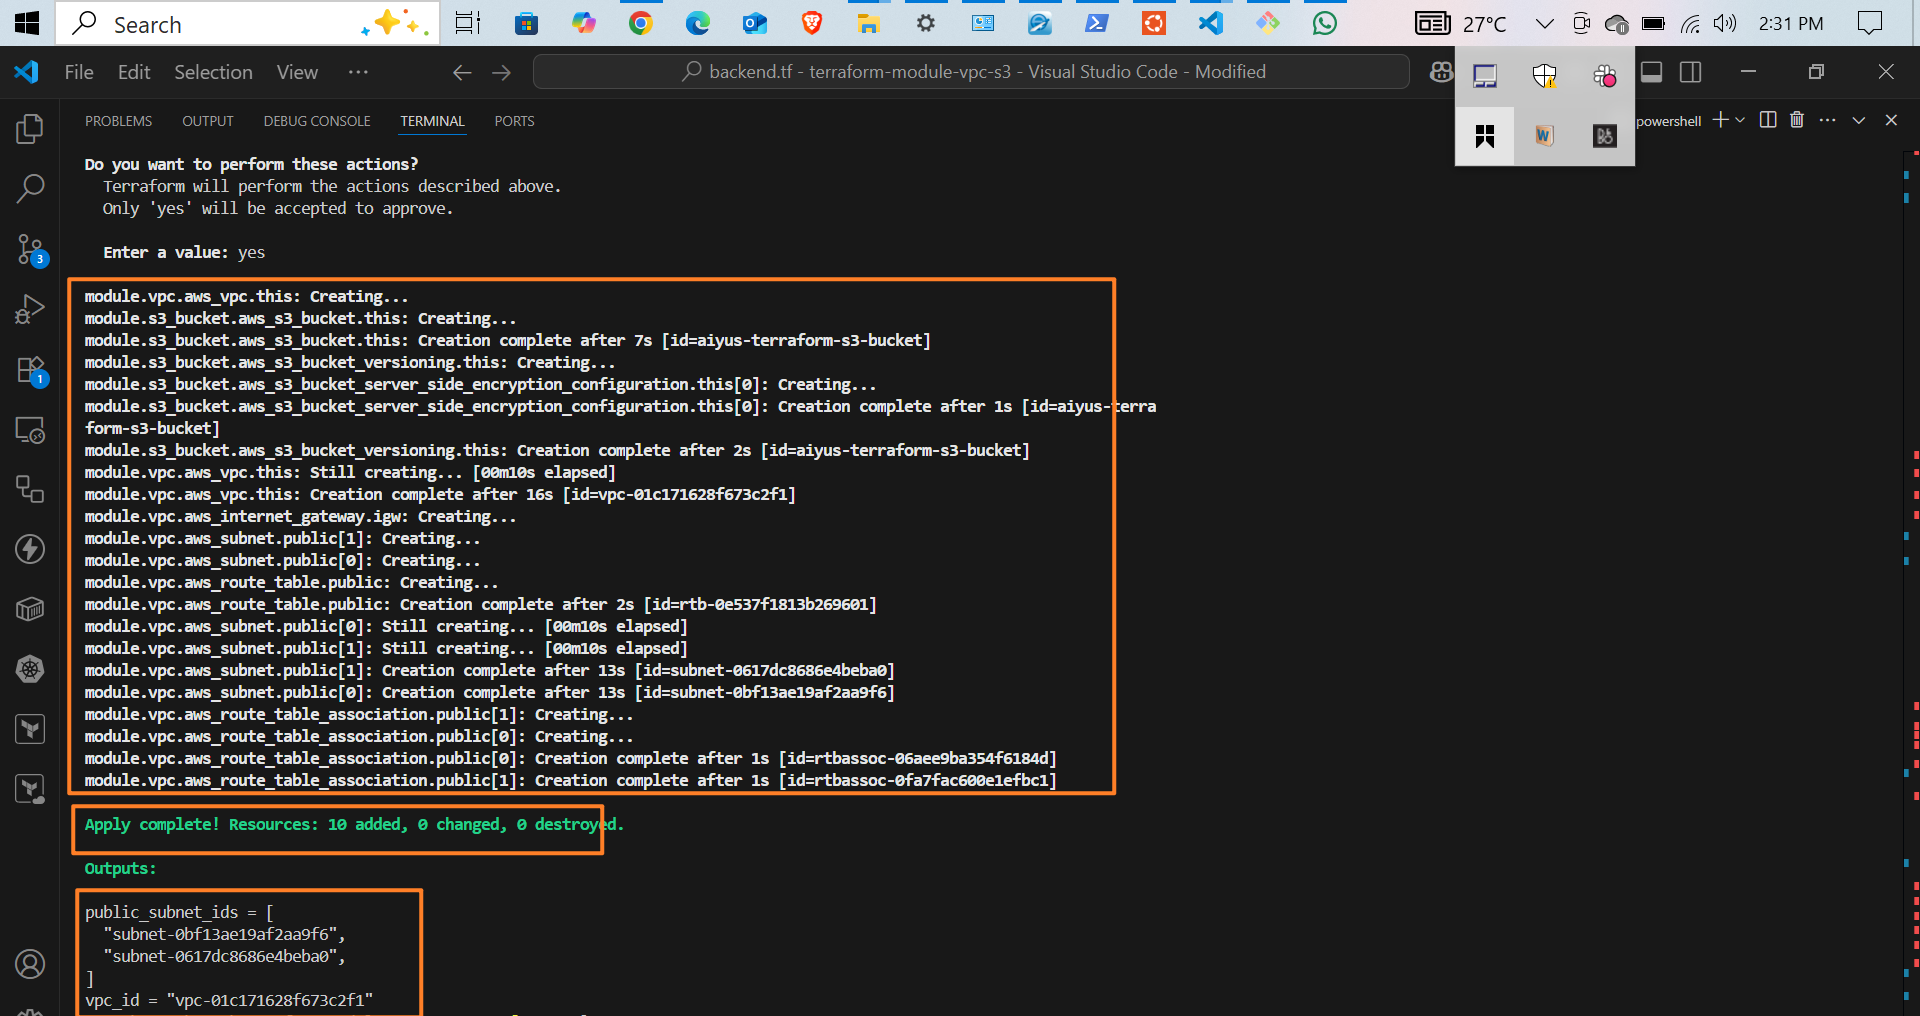 Search
27°C
2:31 PM
File Edit Selection View ···
backend.tf - terraform-module-vpc-s3 - Visual Studio Code - Modified
PROBLEMS OUTPUT DEBUG CONSOLE TERMINAL PORTS
powershell
3
1
W
Do you want to perform these actions?
Terraform will perform the actions described above.
Only 'yes' will be accepted to approve.
Enter a value: yes
module.vpc.aws_vpc.this: Creating...
module.s3_bucket.aws_s3_bucket.this: Creating...
module.s3_bucket.aws_s3_bucket.this: Creation complete after 7s [id=aiyus-terraform-s3-bucket]
module.s3_bucket.aws_s3_bucket_versioning.this: Creating...
module.s3_bucket.aws_s3_bucket_server_side_encryption_configuration.this[0]: Creating...
module.s3_bucket.aws_s3_bucket_server_side_encryption_configuration.this[0]: Creation complete after 1s [id=aiyus-terra
form-s3-bucket]
module.s3_bucket.aws_s3_bucket_versioning.this: Creation complete after 2s [id=aiyus-terraform-s3-bucket]
module.vpc.aws_vpc.this: Still creating... [00m10s elapsed]
module.vpc.aws_vpc.this: Creation complete after 16s [id=vpc-01c171628f673c2f1]
module.vpc.aws_internet_gateway.igw: Creating...
module.vpc.aws_subnet.public[1]: Creating...
module.vpc.aws_subnet.public[0]: Creating...
module.vpc.aws_route_table.public: Creating...
module.vpc.aws_route_table.public: Creation complete after 2s [id=rtb-0e537f1813b269601]
module.vpc.aws_subnet.public[0]: Still creating... [00m10s elapsed]
module.vpc.aws_subnet.public[1]: Still creating... [00m10s elapsed]
module.vpc.aws_subnet.public[1]: Creation complete after 13s [id=subnet-0617dc8686e4beba0]
module.vpc.aws_subnet.public[0]: Creation complete after 13s [id=subnet-0bf13ae19af2aa9f6]
module.vpc.aws_route_table_association.public[1]: Creating...
module.vpc.aws_route_table_association.public[0]: Creating...
module.vpc.aws_route_table_association.public[0]: Creation complete after 1s [id=rtbassoc-06aee9ba354f6184d]
module.vpc.aws_route_table_association.public[1]: Creation complete after 1s [id=rtbassoc-0fa7fac600e1efbc1]
Apply complete! Resources: 10 added, 0 changed, 0 destroyed.
Outputs:
public_subnet_ids = [
"subnet-0bf13ae19af2aa9f6",
"subnet-0617dc8686e4beba0",
]
vpc_id = "vpc-01c171628f673c2f1"